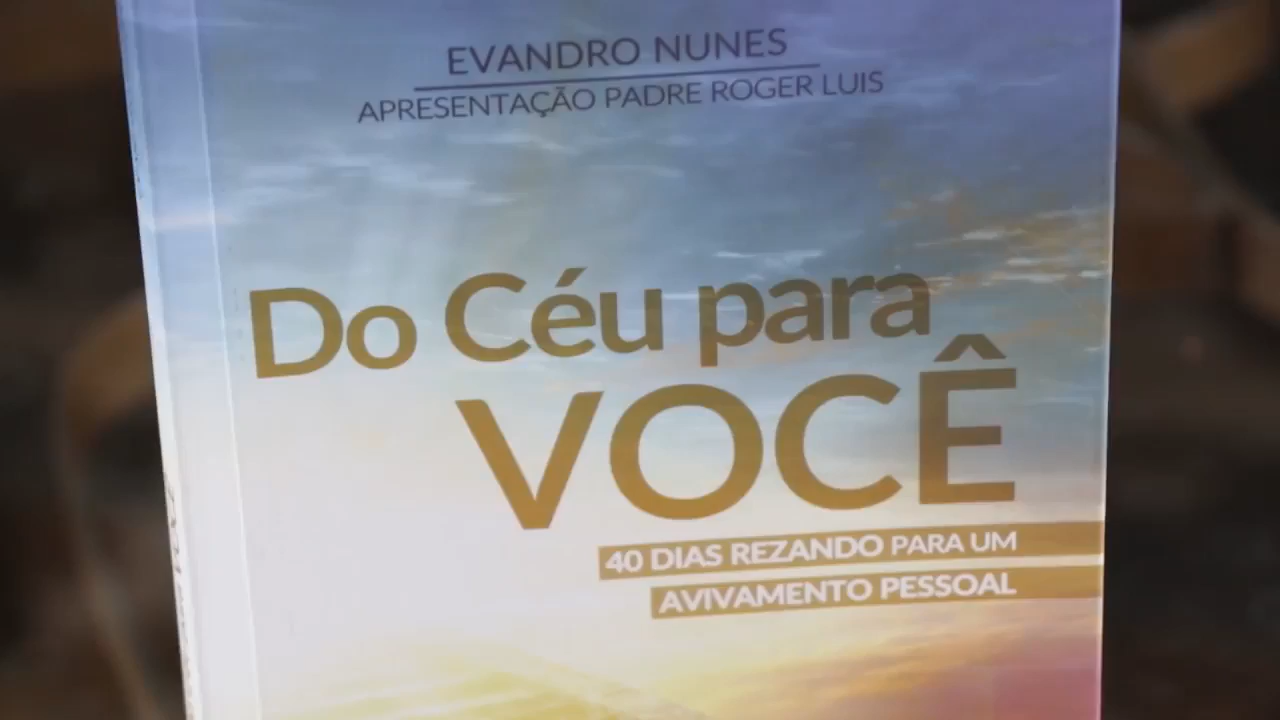 EVANDRO NUNES
APRESENTAÇÃO PADRE ROGER LUIS
Do Céu para
VOCÊ
40 DIAS REZANDO PARA UM
AVIVAMENTO PESSOAL